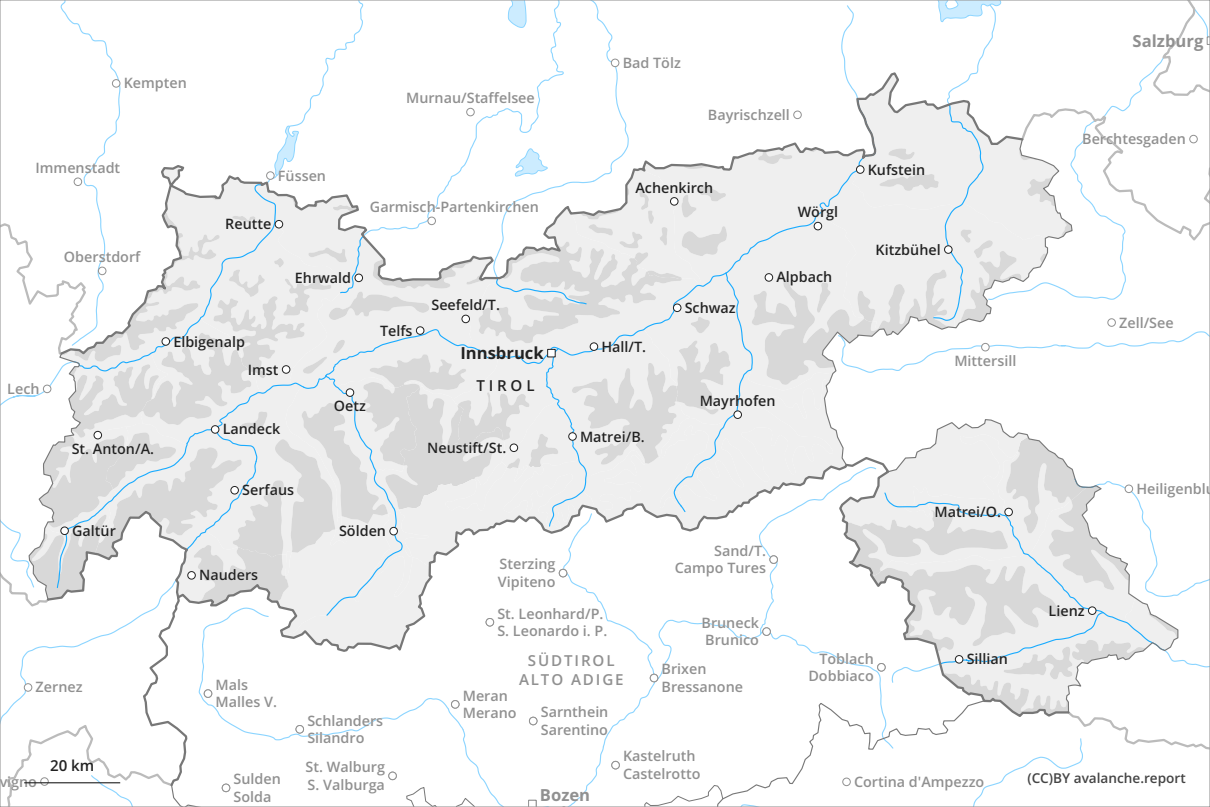 Salzburg
Bad Tölz
Kempten
Murnau/Staffelsee
Bayrischzell
Berchtesgaden
Immenstadt
Füssen
Kufstein
Achenkirch
Garmisch-Partenkirchen
Wörgl
Reutte
Kitzbühel
Oberstdorf
Ehrwald
Alpbach
Seefeld/T.
Schwaz
Zell/See
Telfs
Elbigenalp
Innsbruck
Hall/T.
Mittersill
Imst
TIROL
Lech
Oetz
Mayrhofen
Landeck
Matrei/B.
St. Anton/A.
Neustift/St.
Serfaus
Heiligenblu
Matrei/O.
Galtür
Sölden
Sand/T.
Campo Tures
Sterzing
Vipiteno
Nauders
Lienz
St. Leonhard/P.
S. Leonardo i. P.
Bruneck
Brunico
SÜDTIROL
ALTO ADIGE
Sillian
Toblach
Dobbiaco
Brixen
Bressanone
Zernez
Mals
Malles V.
Meran
Merano
Sarnthein
Sarentino
Schlanders
Silandro
Kastelruth
Castelrotto
St. Walburg
S. Valburga
20 km
vigno
Sulden
Solda
Cortina d'Ampezzo
(CC)BY avalanche.report
Bozen